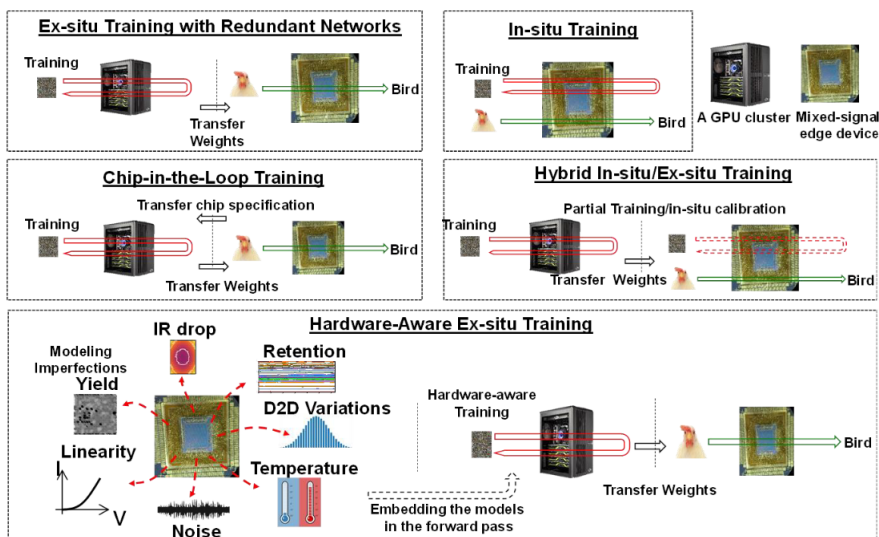 Ex-situ Training with Redundant Networks
Training
Transfer
Weights
Bird
In-situ Training
Training
Bird
A GPU cluster
Mixed-signal
edge device
Chip-in-the-Loop Training
Transfer chip specification
Training
Transfer Weights
Bird
Hybrid In-situ/Ex-situ Training
Partial Training/in-situ calibration
Training
Transfer Weights
Bird
Hardware-Aware Ex-situ Training
Modeling
Imperfections
IR drop
Retention
Yield
D2D Variations
Linearity
I
V
Noise
Temperature
Hardware-aware
Training
Embedding the models
in the forward pass
Transfer Weights
Bird